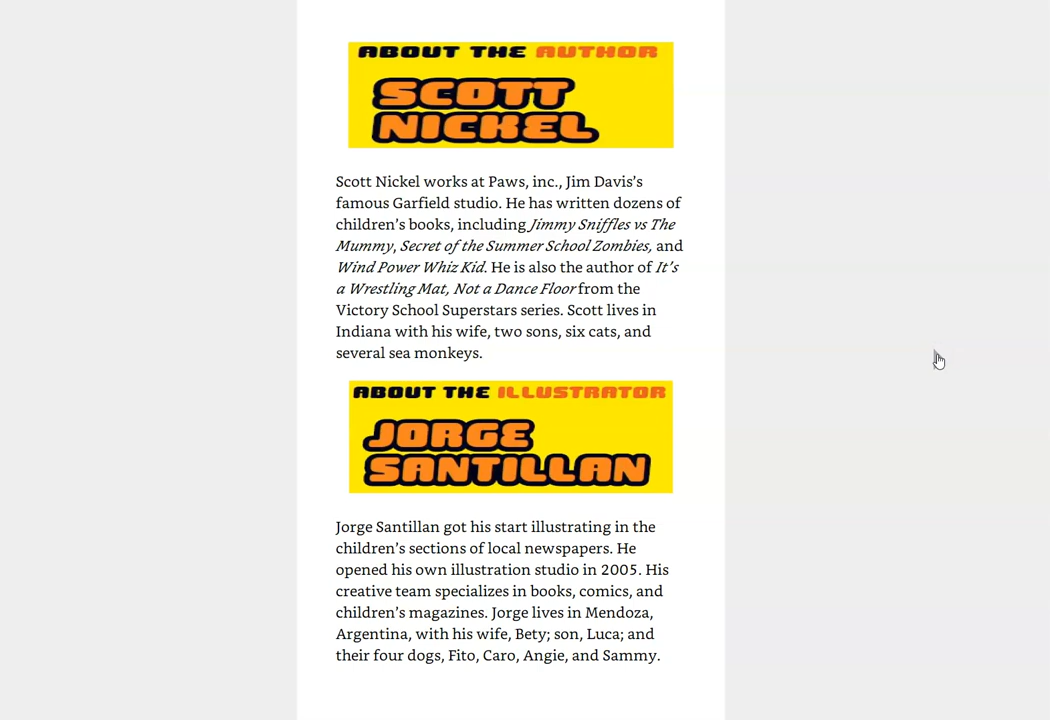 ABOUT THE AUTHOR
SCOTT
NICKEL
Scott Nickel works at Paws, inc., Jim Davis’s
famous Garfield studio. He has written dozens of
children’s books, including Jimmy Sniffles vs The
Mummy, Secret of the Summer School Zombies, and
Wind Power Whiz Kid. He is also the author of It’s
a Wrestling Mat, Not a Dance Floor from the
Victory School Superstars series. Scott lives in
Indiana with his wife, two sons, six cats, and
several sea monkeys.
ABOUT THE ILLUSTRATOR
JORGE
SANTILLAN
Jorge Santillan got his start illustrating in the
children’s sections of local newspapers. He
opened his own illustration studio in 2005. His
creative team specializes in books, comics, and
children’s magazines. Jorge lives in Mendoza,
Argentina, with his wife, Bety; son, Luca; and
their four dogs, Fito, Caro, Angie, and Sammy.